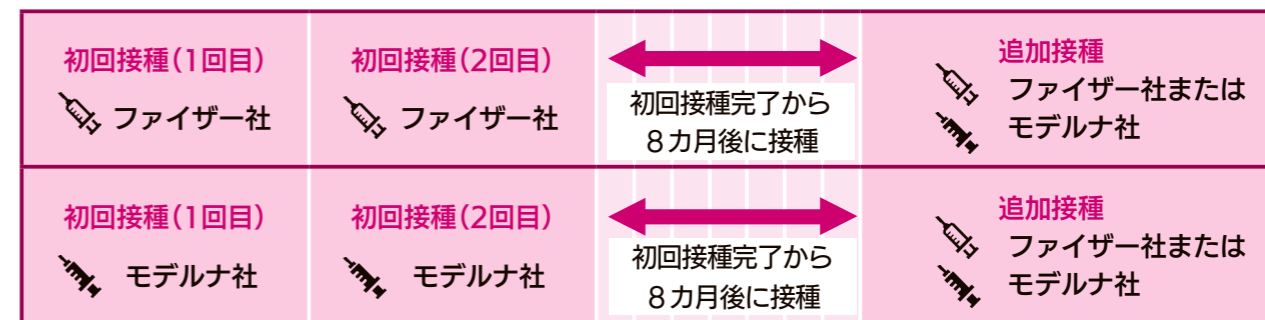 初回接種(1回目)
ファイザー社
初回接種(2回目)
ファイザー社
初回接種完了から
8カ月後に接種
追加接種
ファイザー社または
モデルナ社
初回接種(1回目)
モデルナ社
初回接種(2回目)
モデルナ社
初回接種完了から
8カ月後に接種
追加接種
ファイザー社または
モデルナ社